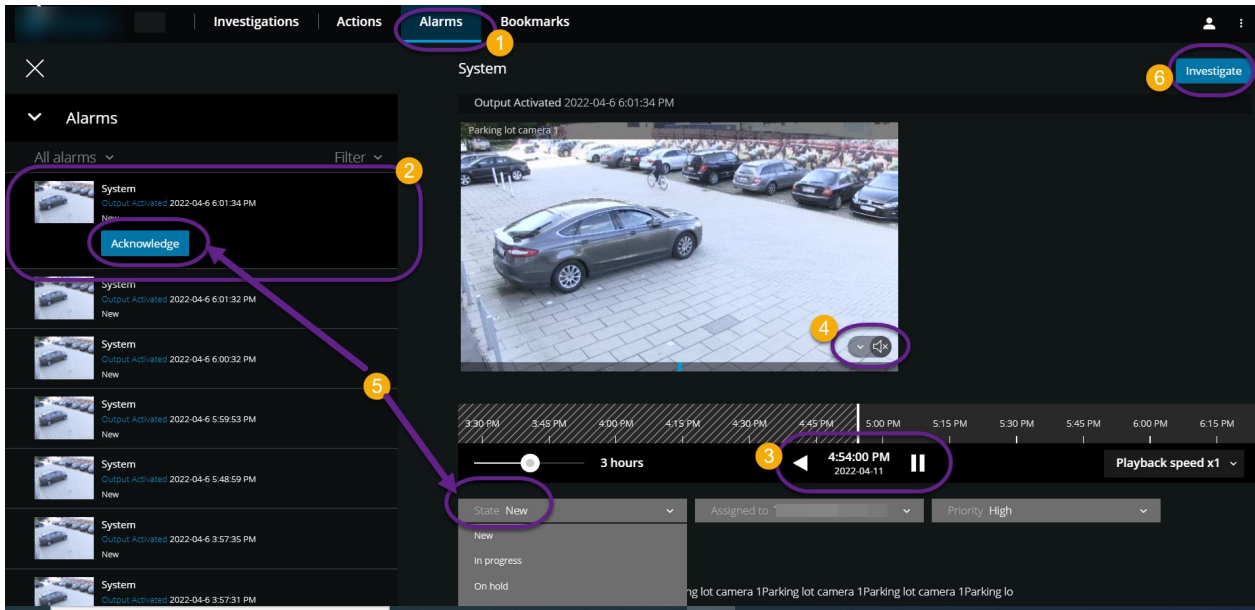 Investigations
Actions
Alarms
Bookmarks
1
System
Investigate
6
Output Activated 2022-04-6 6:01:34 PM
Alarms
All alarms
Filter
2
System
Output Activated 2022-04-6 6:01:34 PM
New
Acknowledge
System
Output Activated 2022-04-6 6:01:32 PM
New
System
Output Activated 2022-04-6 6:00:32 PM
New
System
Output Activated 2022-04-6 5:59:53 PM
New
System
Output Activated 2022-04-6 5:48:59 PM
New
System
Output Activated 2022-04-6 3:57:35 PM
New
System
Output Activated 2022-04-6 3:57:31 PM
5
Parking lot camera 1
4
3:30 PM 3:45 PM 4:00 PM 4:15 PM 4:30 PM 4:45 PM 5:00 PM 5:15 PM 5:30 PM 5:45 PM 6:00 PM 6:15 PM
3 hours
3
4:54:00 PM
2022-04-11
Playback speed x1
State New
Assigned to
Priority High
New
In progress
On hold
ng lot camera 1Parking lot camera 1Parking lot camera 1Parking lo